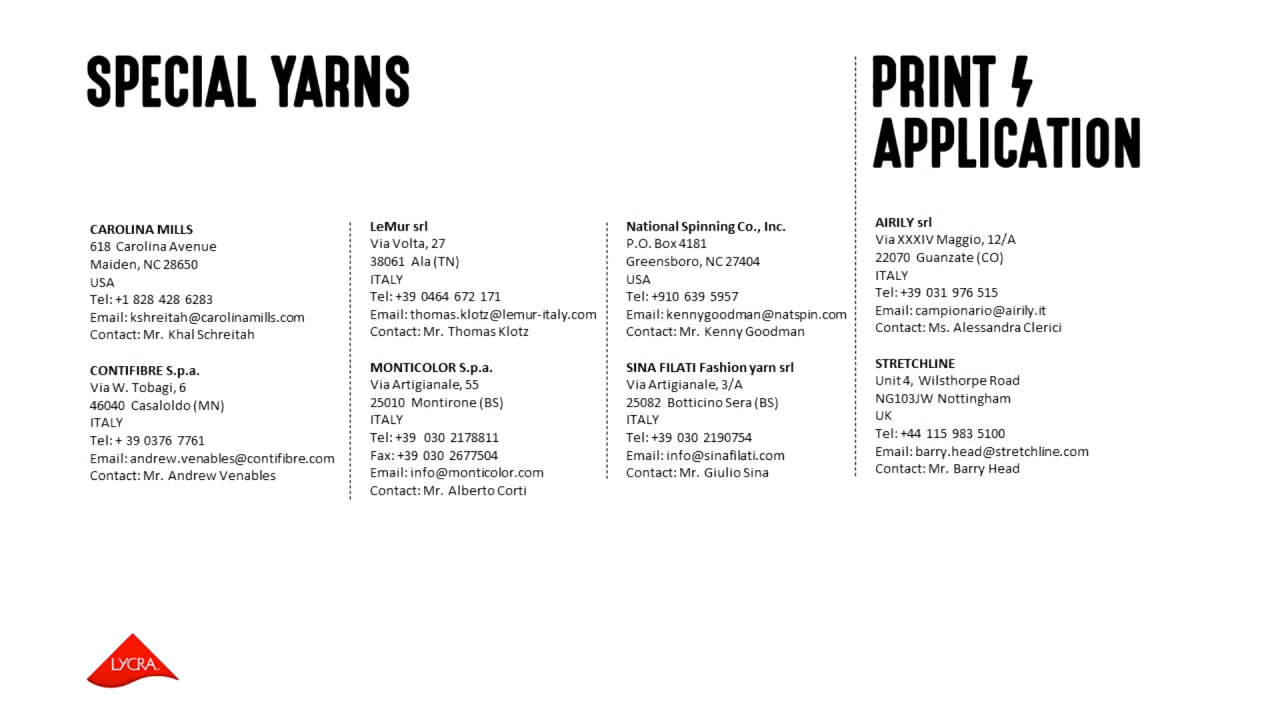 SPECIAL YARNS
CAROLINA MILLS
618 Carolina Avenue
Maiden, NC 28650
USA
Tel: +1 828 428 6283
Email: kshreitah@carolinamills.com
Contact: Mr. Khal Schreitah
CONTIFIBRE S.p.a.
Via W. Tobagi, 6
46040 Casaloldo (MN)
ITALY
Tel: + 39 0376 7761
Email: andrew.venables@contifibre.com
Contact: Mr. Andrew Venables
LeMur srl
Via Volta, 27
38061 Ala (TN)
ITALY
Tel: +39 0464 672 171
Email: thomas.klotz@lemur-italy.com
Contact: Mr. Thomas Klotz
MONTICOLOR S.p.a.
Via Artigianale, 55
25010 Montirone (BS)
ITALY
Tel: +39 030 2178811
Fax: +39 030 2677504
Email: info@monticolor.com
Contact: Mr. Alberto Corti
National Spinning Co., Inc.
P.O. Box 4181
Greensboro, NC 27404
USA
Tel: +910 639 5957
Email: kennygoodman@natspin.com
Contact: Mr. Kenny Goodman
SINA FILATI Fashion yarn srl
Via Artigianale, 3/A
25082 Botticino Sera (BS)
ITALY
Tel: +39 030 2190754
Email: info@sinafilati.com
Contact: Mr. Giulio Sina
PRINT
APPLICATION
AIRILY srl
Via XXXIV Maggio, 12/A
22070 Guanzate (CO)
ITALY
Tel: +39 031 976 515
Email: campionario@airily.it
Contact: Ms. Alessandra Clerici
STRETCHLINE
Unit 4, Wilsthorpe Road
NG103JW Nottingham
UK
Tel: +44 115 983 5100
Email: barry.head@stretchline.com
Contact: Mr. Barry Head
LYCRA